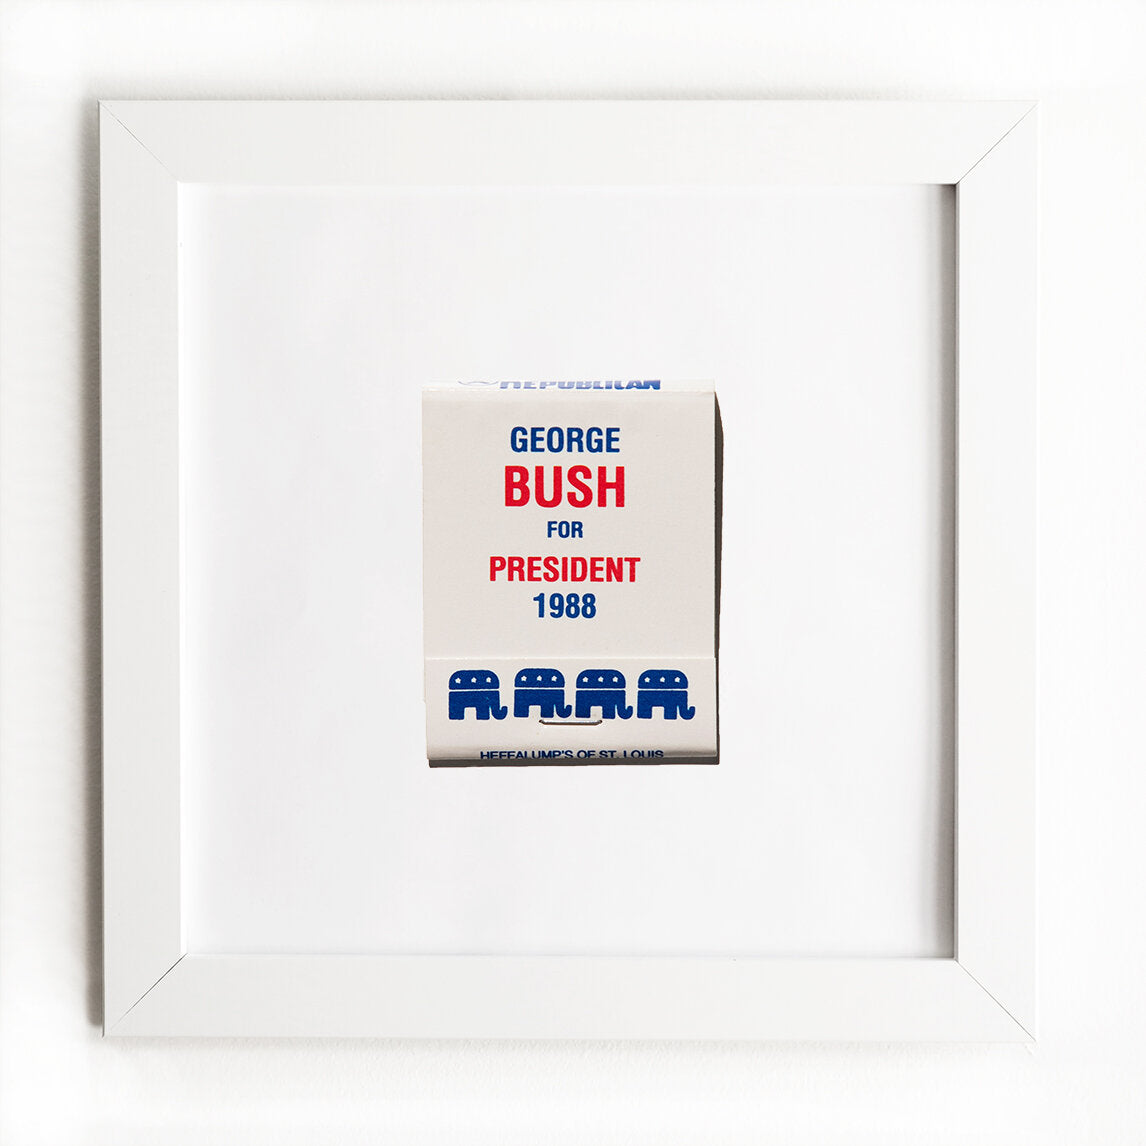 REPUBLICAN
GEORGE
BUSH
FOR
PRESIDENT
1988
HEFFALUMP'S OF ST. LOUIS